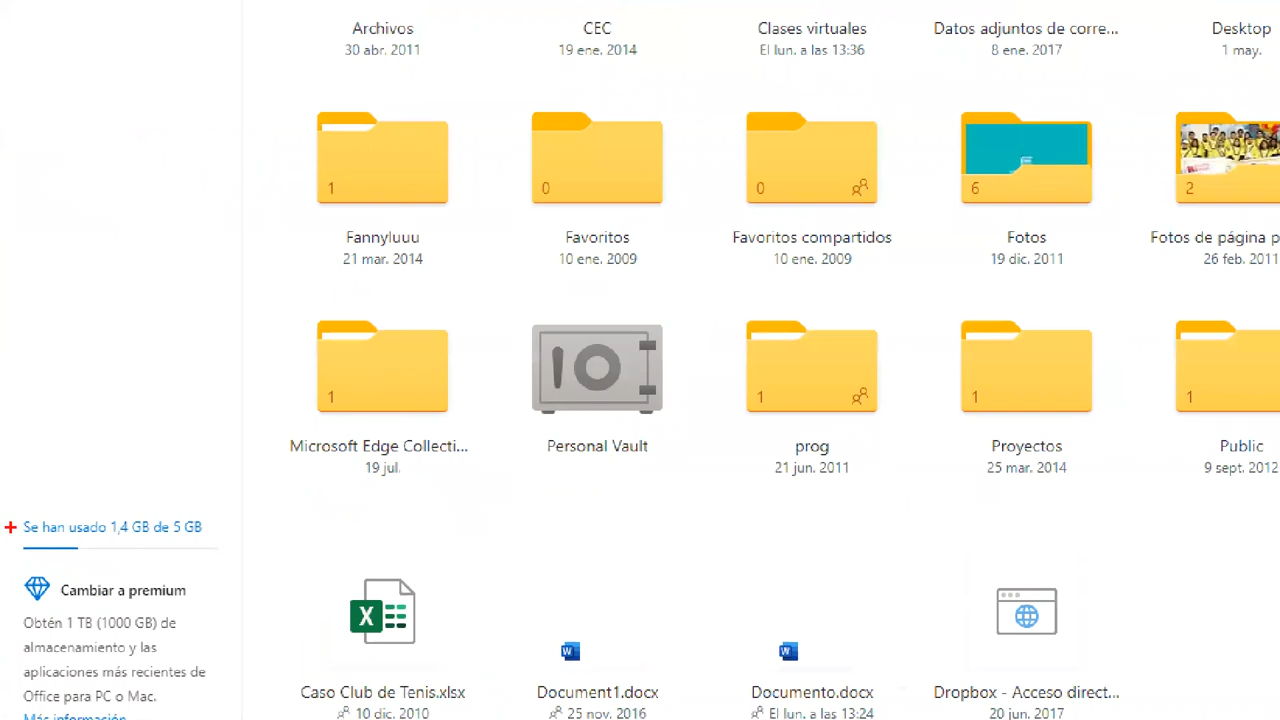 Archivos
CEC
Clases virtuales
Datos adjuntos de corre...
Desktop
30 abr. 2011
19 ene. 2014
El lun. a las 13:36
8 ene. 2017
1 may.
1
0
0
6
2
Fannyluuu
Favoritos
Favoritos compartidos
Fotos
Fotos de página p
21 mar. 2014
10 ene. 2009
10 ene. 2009
19 dic. 2011
26 feb. 2011
1
1
1
1
Microsoft Edge Collecti...
Personal Vault
prog
Proyectos
Public
19 jul.
21 jun. 2011
25 mar. 2014
9 sept. 2012
Se han usado 1,4 GB de 5 GB
Cambiar a premium
Obtén 1 TB (1000 GB) de
almacenamiento y las
aplicaciones más recientes de
Office para PC o Mac.
Más información
X
W
W
Caso Club de Tenis.xlsx
Document1.docx
Documento.docx
Dropbox - Acceso direct...
10 dic. 2010
25 nov. 2016
El lun. a las 13:24
20 jun. 2017